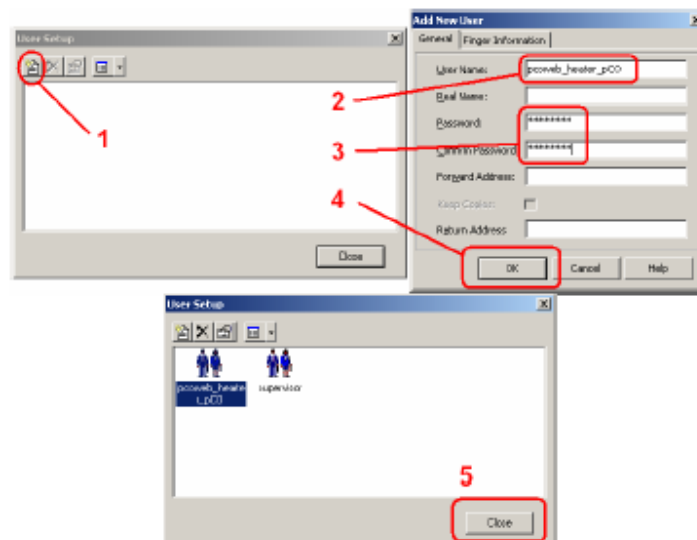 User Setup
1
Close
Add New User
General Finger Information
User Name: pcoweb_heater_pCO
2
Real Name:
Password: ********
3
Confirm Password ********
Forward Address:
Keep Copies:
Return Address
4
OK Cancel Help
User Setup
pcoweb_heate supervisor
r_pCO
5
Close